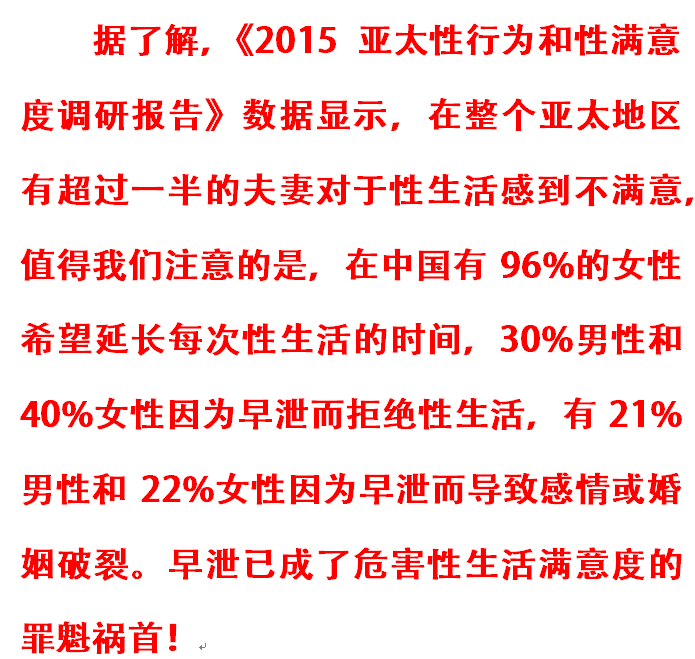 据了解，《2015 亚太性行为和性满意
度调研报告》数据显示，在整个亚太地区
有超过一半的夫妻对于性生活感到不满意，
值得我们注意的是，在中国有 96%的女性
希望延长每次性生活的时间，30%男性和
40%女性因为早泄而拒绝性生活，有 21%
男性和 22%女性因为早泄而导致感情或婚
姻破裂。早泄已成了危害性生活满意度的
罪魁祸首！